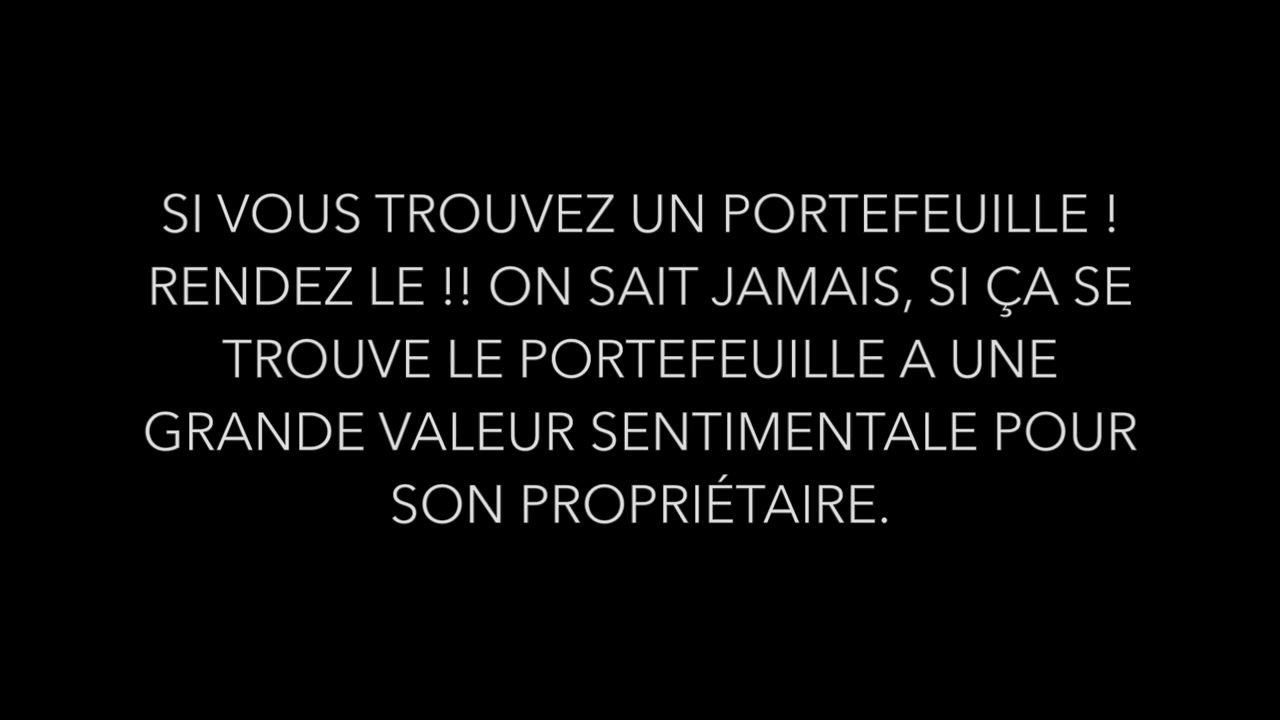 SI VOUS TROUVEZ UN PORTEFEUILLE !
RENDEZ LE !! ON SAIT JAMAIS, SI ÇA SE
TROUVE LE PORTEFEUILLE A UNE
GRANDE VALEUR SENTIMENTALE POUR
SON PROPRIÉTAIRE.